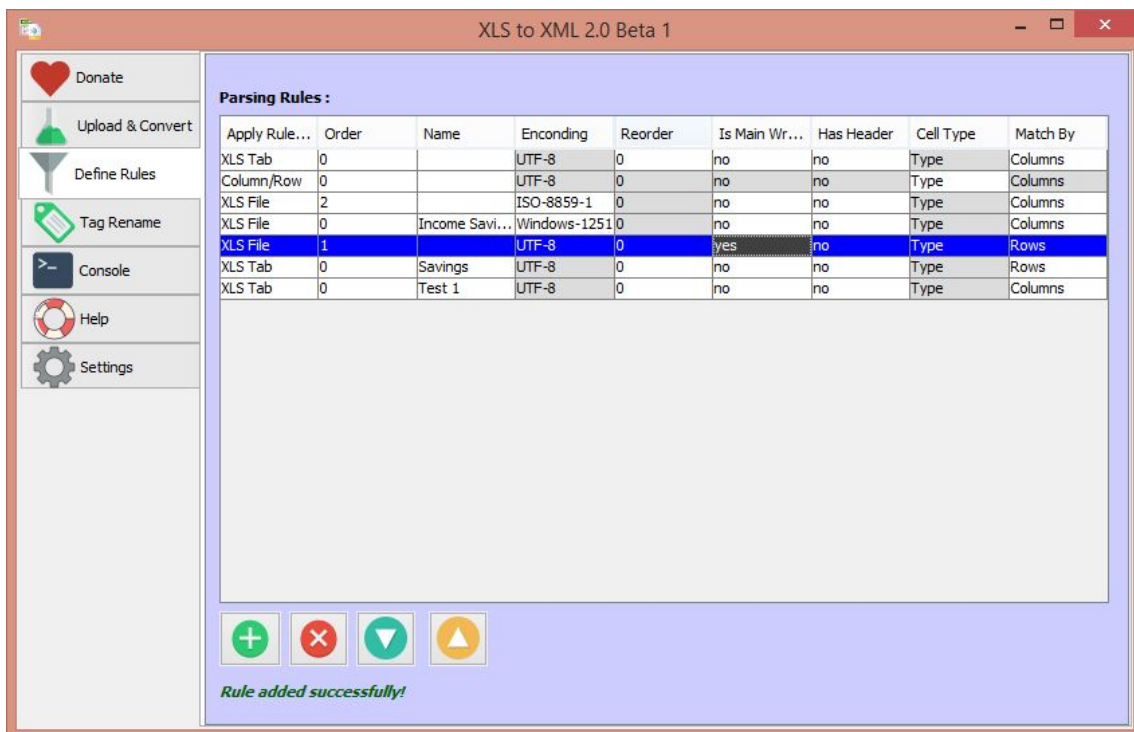 XLS to XML 2.0 Beta 1
Donate
Upload & Convert
Define Rules
Tag Rename
>_ Console
Help
Settings
Parsing Rules :
Apply Rule... Order Name Enconding Reorder Is Main Wr... Has Header Cell Type Match By
XLS Tab 0 UTF-8 0 no no Type Columns
Column/Row 0 UTF-8 0 no no Type Columns
XLS File 2 ISO-8859-1 0 no no Type Columns
XLS File 0 Income Savi... Windows-1251 0 no no Type Columns
XLS File 1 UTF-8 0 yes no Type Rows
XLS Tab 0 Savings UTF-8 0 no no Type Rows
XLS Tab 0 Test 1 UTF-8 0 no no Type Columns
Rule added successfully!